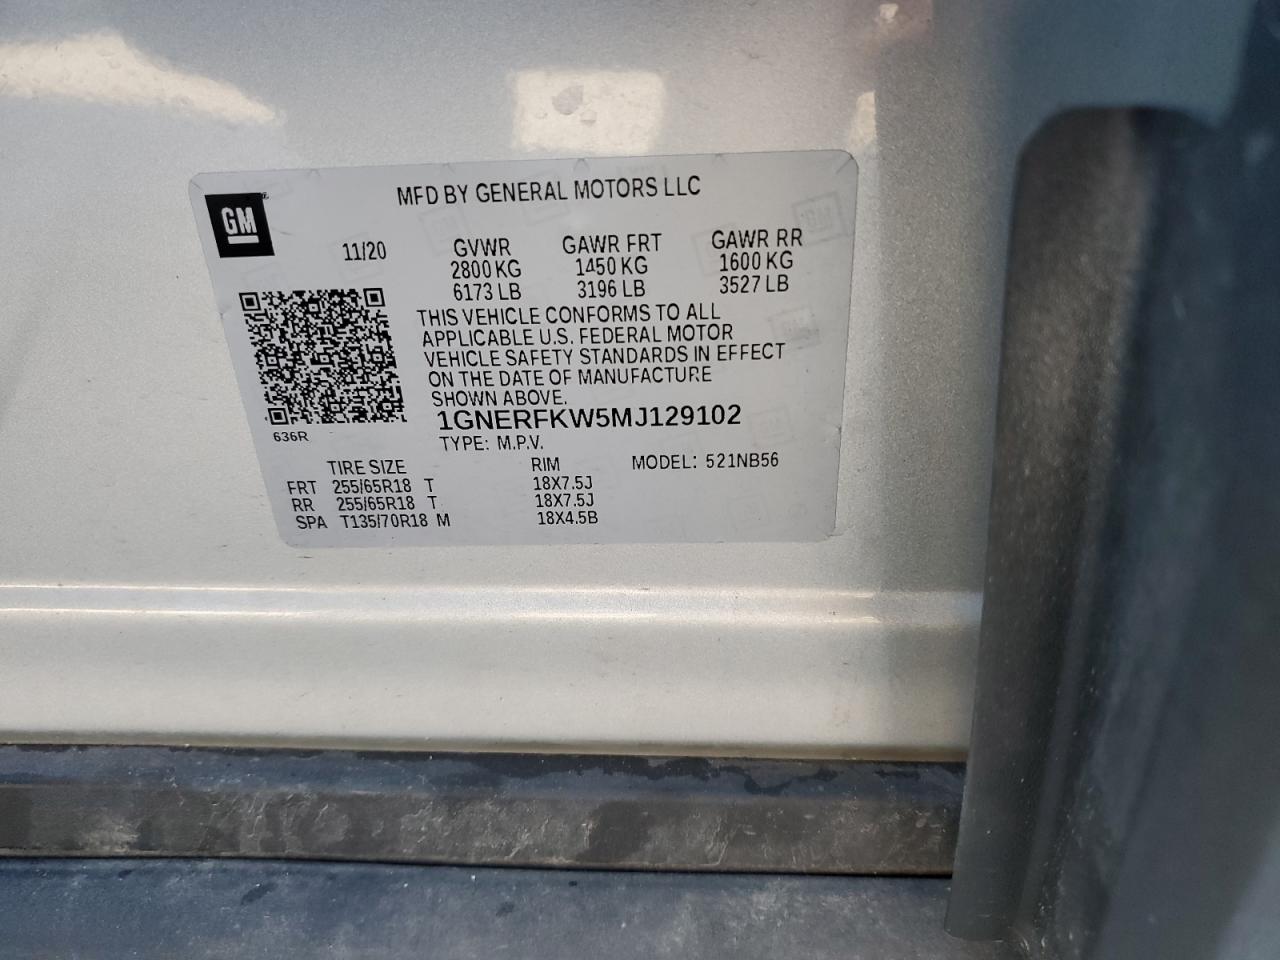 MFD BY GENERAL MOTORS LLC
GM
11/20 GVWR GAWR FRT GAWR RR
2800 KG 1450 KG 1600 KG
6173 LB 3196 LB 3527 LB
THIS VEHICLE CONFORMS TO ALL
APPLICABLE U.S. FEDERAL MOTOR
VEHICLE SAFETY STANDARDS IN EFFECT
ON THE DATE OF MANUFACTURE
SHOWN ABOVE.
1GNERFKW5MJ129102
636R
TYPE: M.P.V.
TIRE SIZE RIM MODEL: 521NB56
FRT 255/65R18 T 18X7.5J
RR 255/65R18 T 18X7.5J
SPA T135/70R18 M 18X4.5B